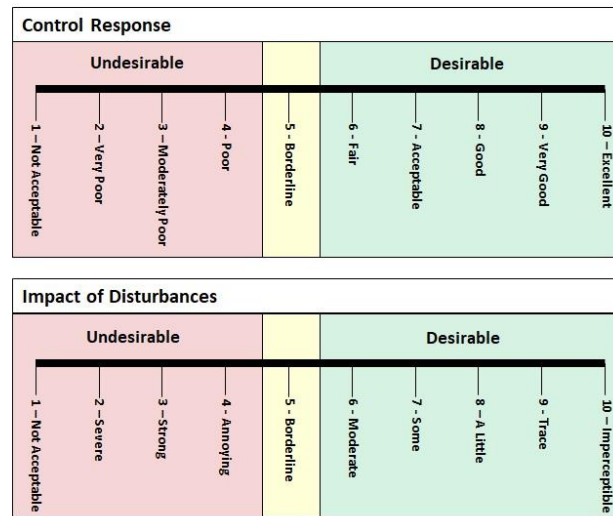 Control Response
Undesirable
Desirable
1 – Not Acceptable
2 – Very Poor
3 – Moderately Poor
4 - Poor
5 - Borderline
6 - Fair
7 - Acceptable
8 - Good
9 - Very Good
10 – Excellent
Impact of Disturbances
Undesirable
Desirable
1 – Not Acceptable
2 – Severe
3 – Strong
4 - Annoying
5 - Borderline
6 - Moderate
7 - Some
8 – A Little
9 - Trace
10 – Imperceptible